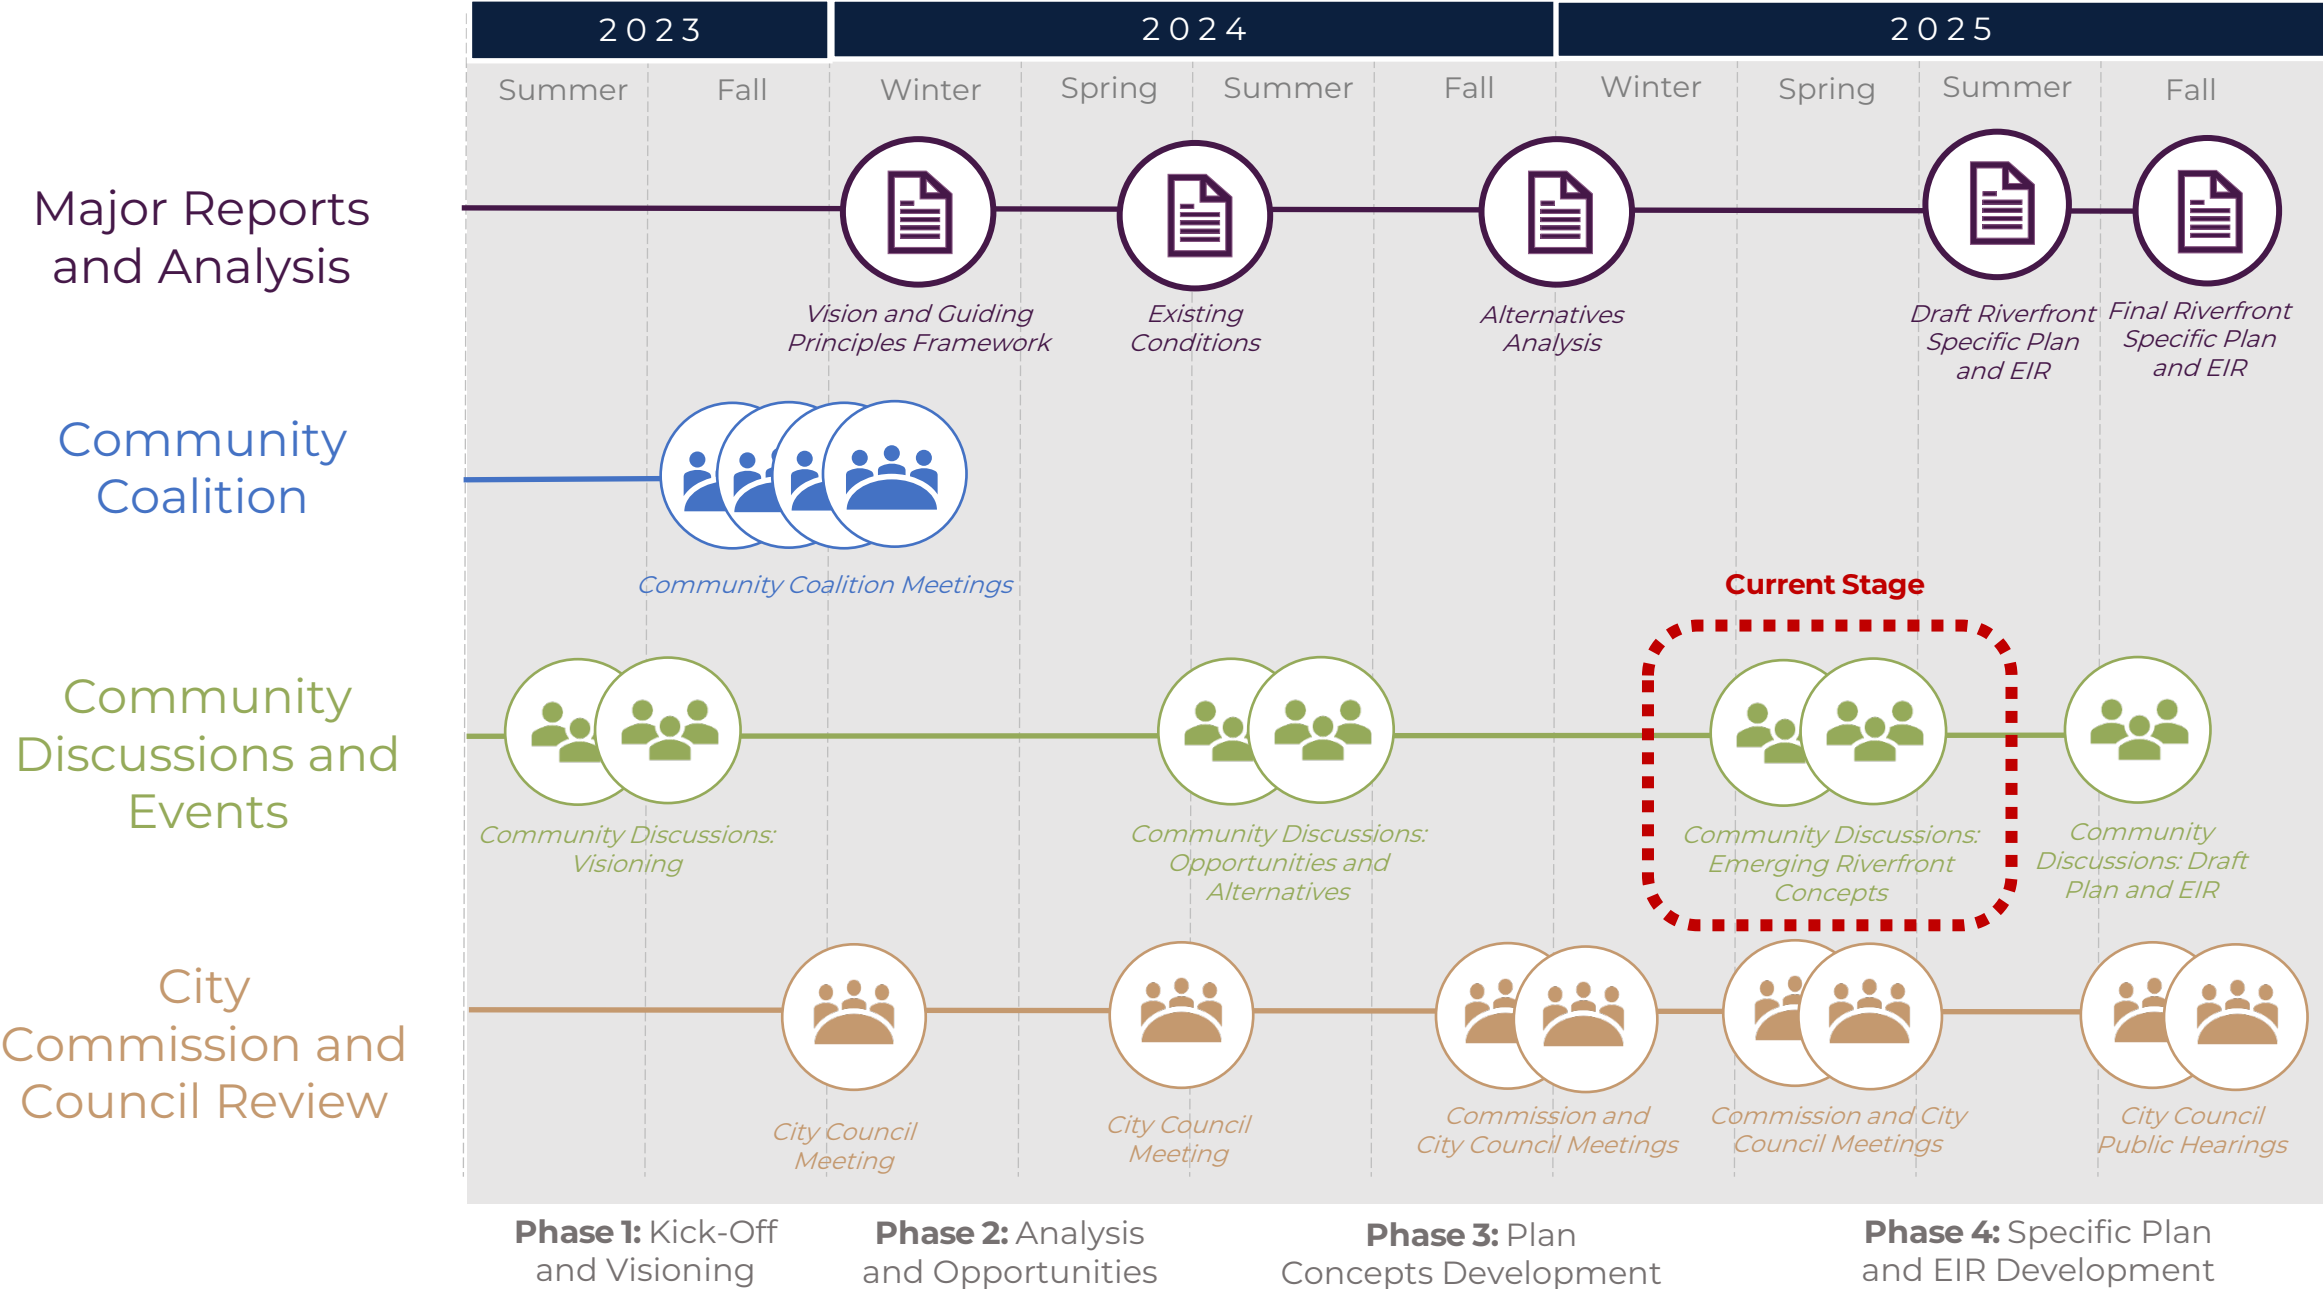 2023
2024
2025
Summer
Fall
Winter
Spring
Summer
Fall
Winter
Spring
Summer
Fall
Major Reports
and Analysis
Vision and Guiding
Principles Framework
Existing
Conditions
Alternatives
Analysis
Draft Riverfront
Specific Plan
and EIR
Final Riverfront
Specific Plan
and EIR
Community
Coalition
Community Coalition Meetings
Current Stage
Community
Discussions and
Events
Community Discussions:
Visioning
Community Discussions:
Opportunities and
Alternatives
Community Discussions:
Emerging Riverfront
Concepts
Community
Discussions: Draft
Plan and EIR
City
Commission and
Council Review
City Council
Meeting
City Council
Meeting
Commission and
City Council Meetings
Commission and City
Council Meetings
City Council
Public Hearings
Phase 1: Kick-Off
and Visioning
Phase 2: Analysis
and Opportunities
Phase 3: Plan
Concepts Development
Phase 4: Specific Plan
and EIR Development